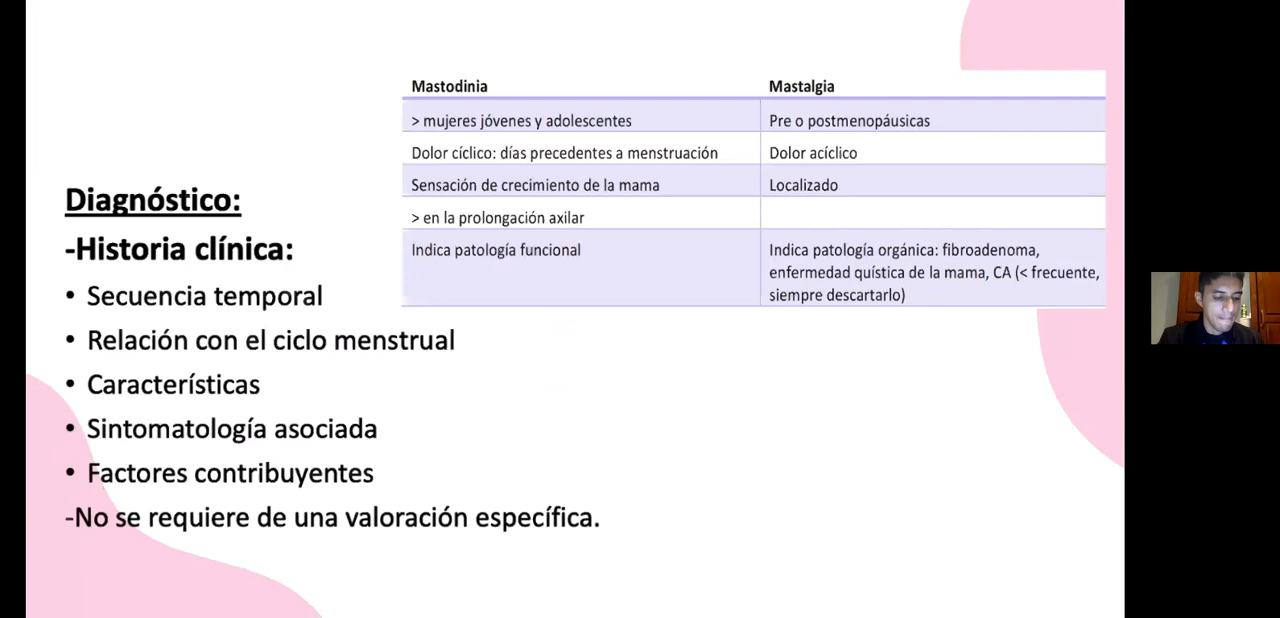 Mastodinia Mastalgia
> mujeres jóvenes y adolescentes Pre o postmenopáusicas
Dolor cíclico: días precedentes a menstruación Dolor acíclico
Sensación de crecimiento de la mama Localizado
> en la prolongación axilar
Indica patología funcional Indica patología orgánica: fibroadenoma,
enfermedad quística de la mama, CA (< frecuente,
siempre descartarlo)
Diagnóstico:
-Historia clínica:
• Secuencia temporal
• Relación con el ciclo menstrual
• Características
• Sintomatología asociada
• Factores contribuyentes
-No se requiere de una valoración específica.